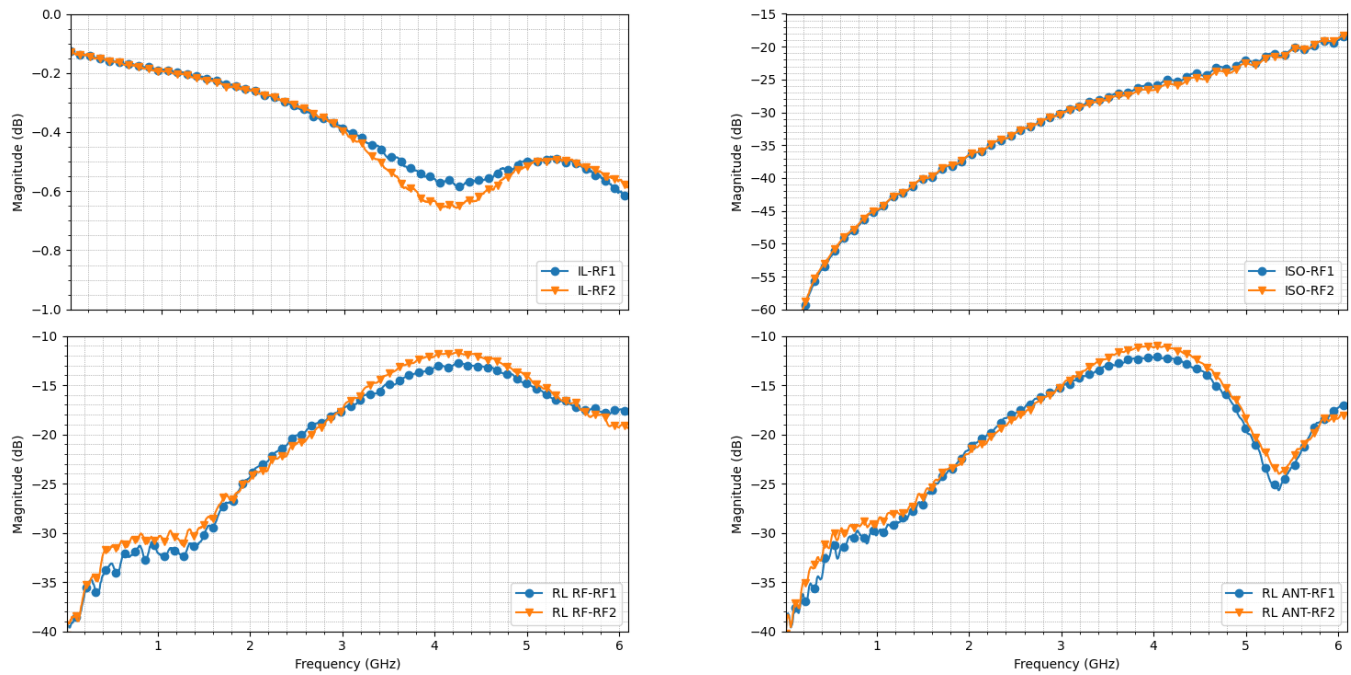 0.0
−0.2
−0.4
−0.6
−0.8
−1.0
Magnitude (dB)
IL-RF1
IL-RF2
−15
−20
−25
−30
−35
−40
−45
−50
−55
−60
Magnitude (dB)
ISO-RF1
ISO-RF2
−10
−15
−20
−25
−30
−35
−40
Magnitude (dB)
RL RF-RF1
RL RF-RF2
1 2 3 4 5 6
Frequency (GHz)
−10
−15
−20
−25
−30
−35
−40
Magnitude (dB)
RL ANT-RF1
RL ANT-RF2
1 2 3 4 5 6
Frequency (GHz)